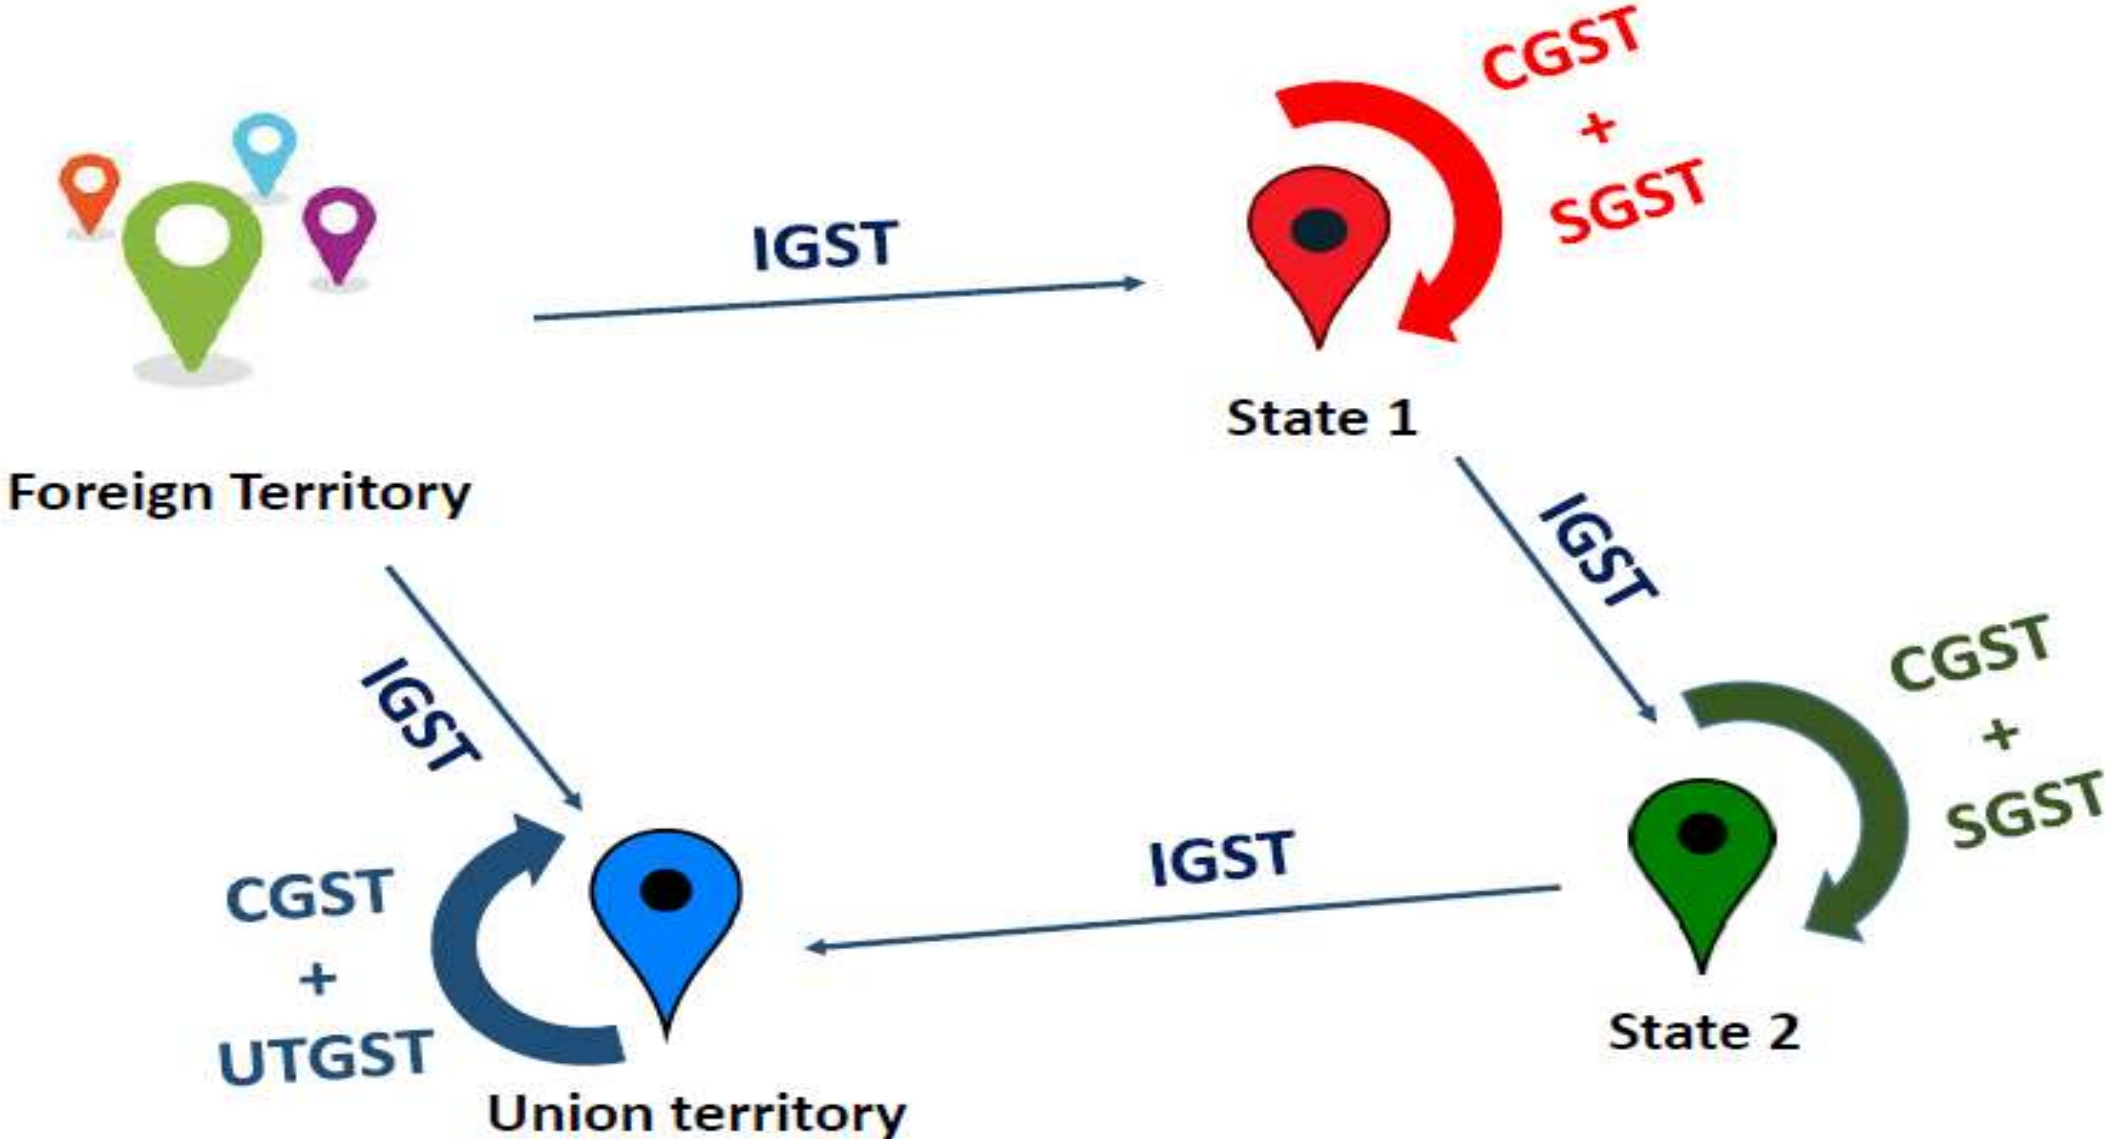 CGST
+
SGST
IGST
State 1
Foreign Territory
IGST
IGST
CGST
+
SGST
IGST
CGST
+
UTGST
State 2
Union territory